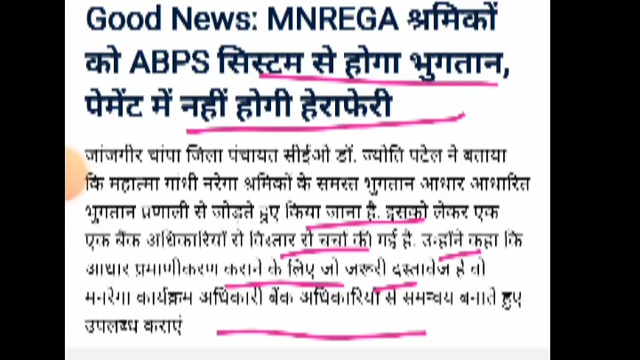 Good News: MNREGA श्रमिकों
को ABPS सिस्टम से होगा भुगतान,
पेमेंट में नहीं होगी हेराफेरी
जांजगीर चांपा जिला पंचायत सीईओ डॉ. ज्योति पटेल ने बताया
कि महात्मा गांधी नरेगा श्रमिकों के समस्त भुगतान आधार आधारित
भुगतान प्रणाली से जोड़ते हुए किया जाना है. इसको लेकर एक
एक बैंक अधिकारियों से विस्तार से चर्चा की गई है. उन्होंने कहा कि
आधार प्रमाणीकरण कराने के लिए जो जरूरी दस्तावेज है वो
मनरेगा कार्यक्रम अधिकारी बैंक अधिकारियों से समन्वय बनाते हुए
उपलब्ध कराएं